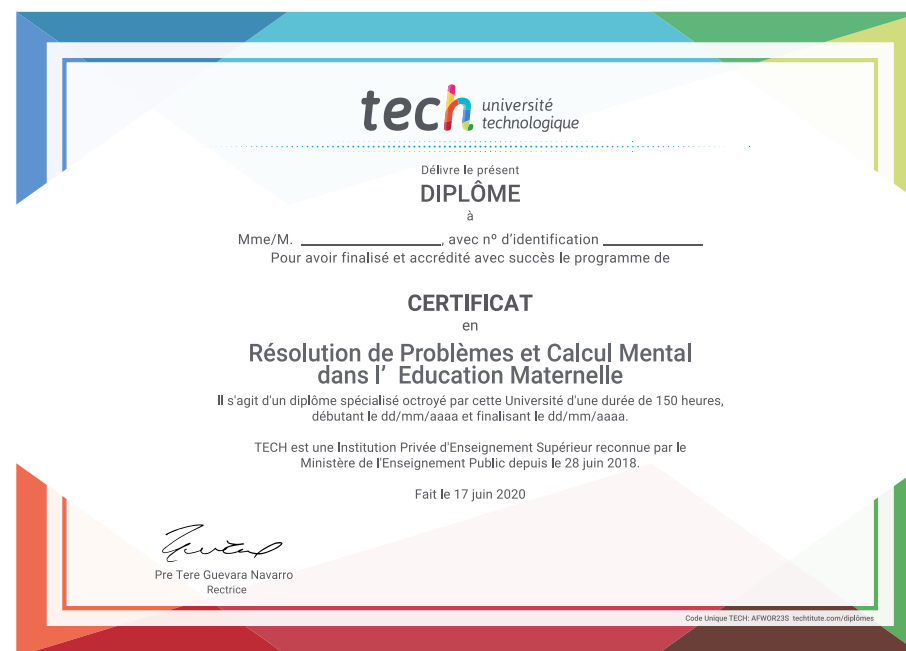 tech université
technologique
Délivre le présent
DIPLÔME
à
Mme/M. ____________________, avec nº d'identification ______________
Pour avoir finalisé et accrédité avec succès le programme de
CERTIFICAT
en
Résolution de Problèmes et Calcul Mental
dans l' Education Maternelle
Il s'agit d'un diplôme spécialisé octroyé par cette Université d'une durée de 150 heures,
débutant le dd/mm/aaaa et finalisant le dd/mm/aaaa.
TECH est une Institution Privée d'Enseignement Supérieur reconnue par le
Ministère de l'Enseignement Public depuis le 28 juin 2018.
Fait le 17 juin 2020
Pre Tere Guevara Navarro
Rectrice
Code Unique TECH: AFWOR23S techtitute.com/diplômes